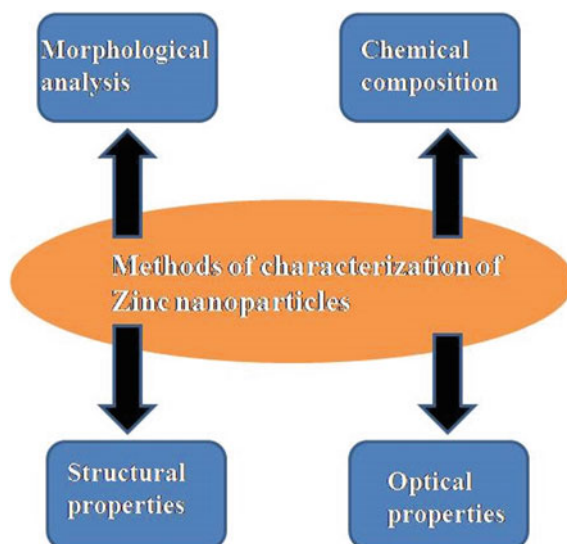 Morphological
analysis
Chemical
composition
Methods of characterization of
Zinc nanoparticles
Structural
properties
Optical
properties